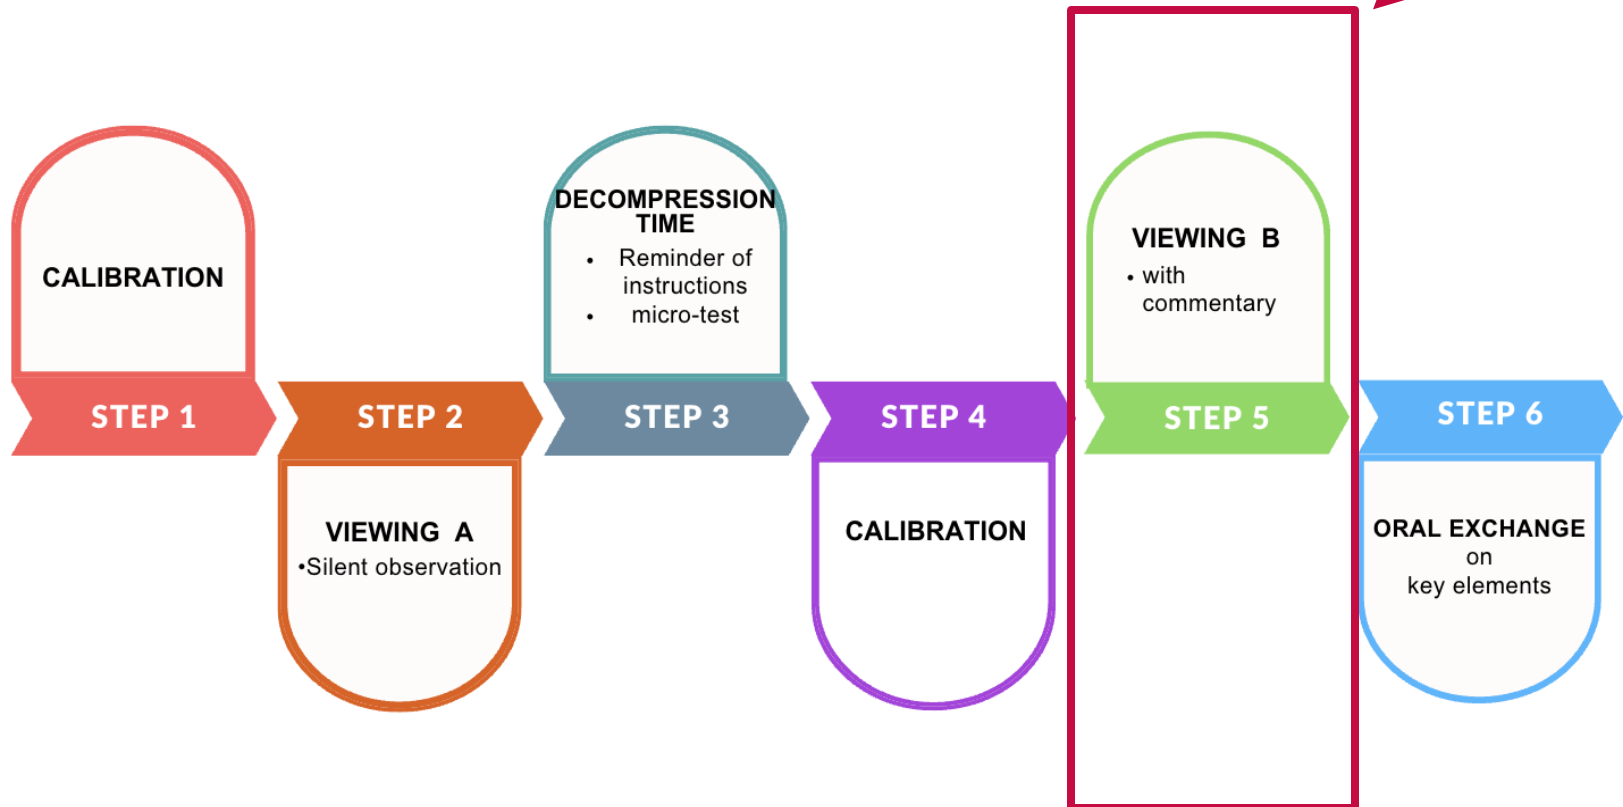 CALIBRATION
STEP 1
STEP 2
VIEWING A
•Silent observation
DECOMPRESSION
TIME
• Reminder of
instructions
• micro-test
STEP 3
STEP 4
CALIBRATION
VIEWING B
• with
commentary
STEP 5
STEP 6
ORAL EXCHANGE
on
key elements